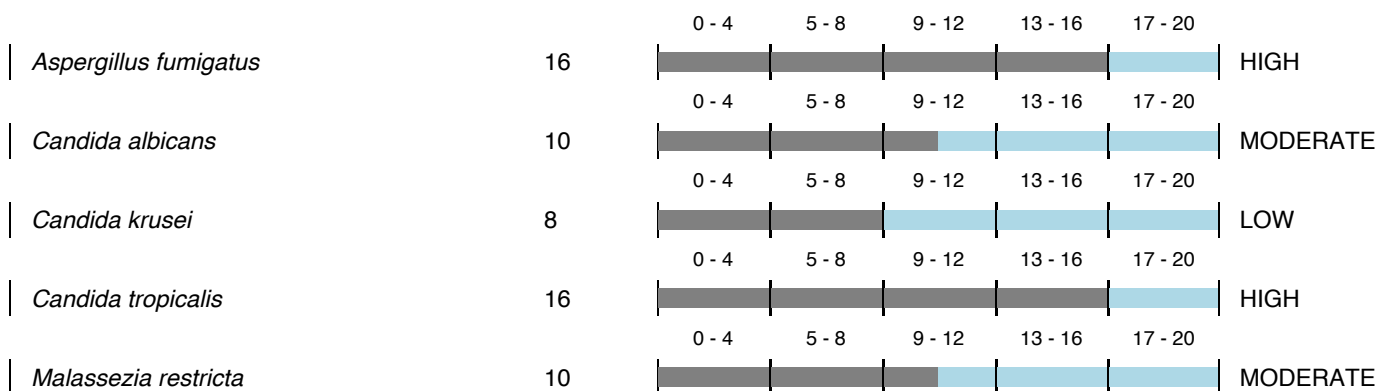 0 - 4 5 - 8 9 - 12 13 - 16 17 - 20
Aspergillus fumigatus 16 HIGH
0 - 4 5 - 8 9 - 12 13 - 16 17 - 20
Candida albicans 10 MODERATE
0 - 4 5 - 8 9 - 12 13 - 16 17 - 20
Candida krusei 8 LOW
0 - 4 5 - 8 9 - 12 13 - 16 17 - 20
Candida tropicalis 16 HIGH
0 - 4 5 - 8 9 - 12 13 - 16 17 - 20
Malassezia restricta 10 MODERATE